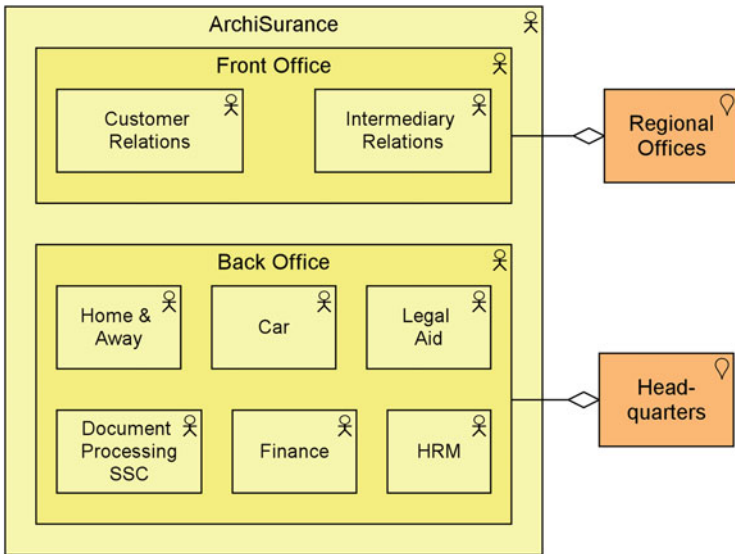 ArchiSurance
Front Office
Customer
Relations
Intermediary
Relations
Regional
Offices
Back Office
Home &
Away
Car
Legal
Aid
Head-
quarters
Document
Processing
SSC
Finance
HRM